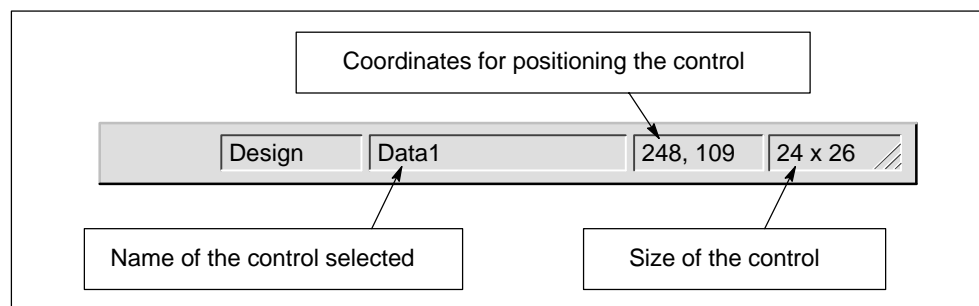 Coordinates for positioning the control
Design Data1 248, 109 24 x 26
Name of the control selected Size of the control